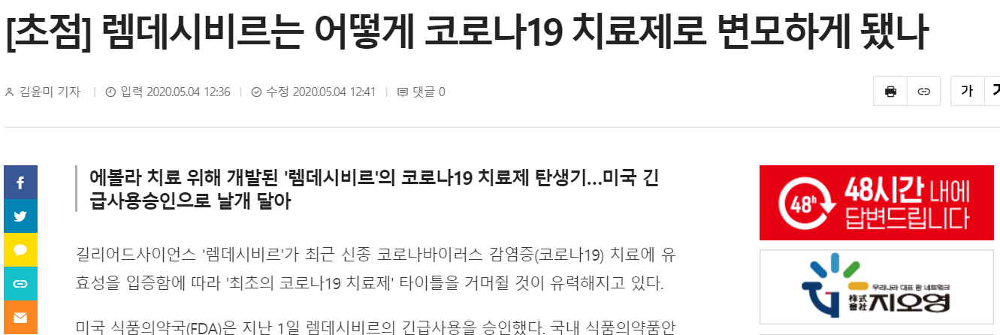 [초점] 렘데시비르는 어떻게 코로나19 치료제로 변모하게 됐나
김윤미 기자 | 입력 2020.05.04 12:36 | 수정 2020.05.04 12:41 | 댓글 0
가
에볼라 치료 위해 개발된 '렘데시비르'의 코로나19 치료제 탄생기…미국 긴
급사용승인으로 날개 달아
길리어드사이언스 '렘데시비르'가 최근 신종 코로나바이러스 감염증(코로나19) 치료에 유
효성을 입증함에 따라 '최초의 코로나19 치료제' 타이틀을 거머쥘 것이 유력해지고 있다.
미국 식품의약국(FDA)은 지난 1일 렘데시비르의 긴급사용을 승인했다. 국내 식품의약품안
f
48h
48시간 내에
답변드립니다
우리나라 대표 팜 네트워크
株式
會社 지오영